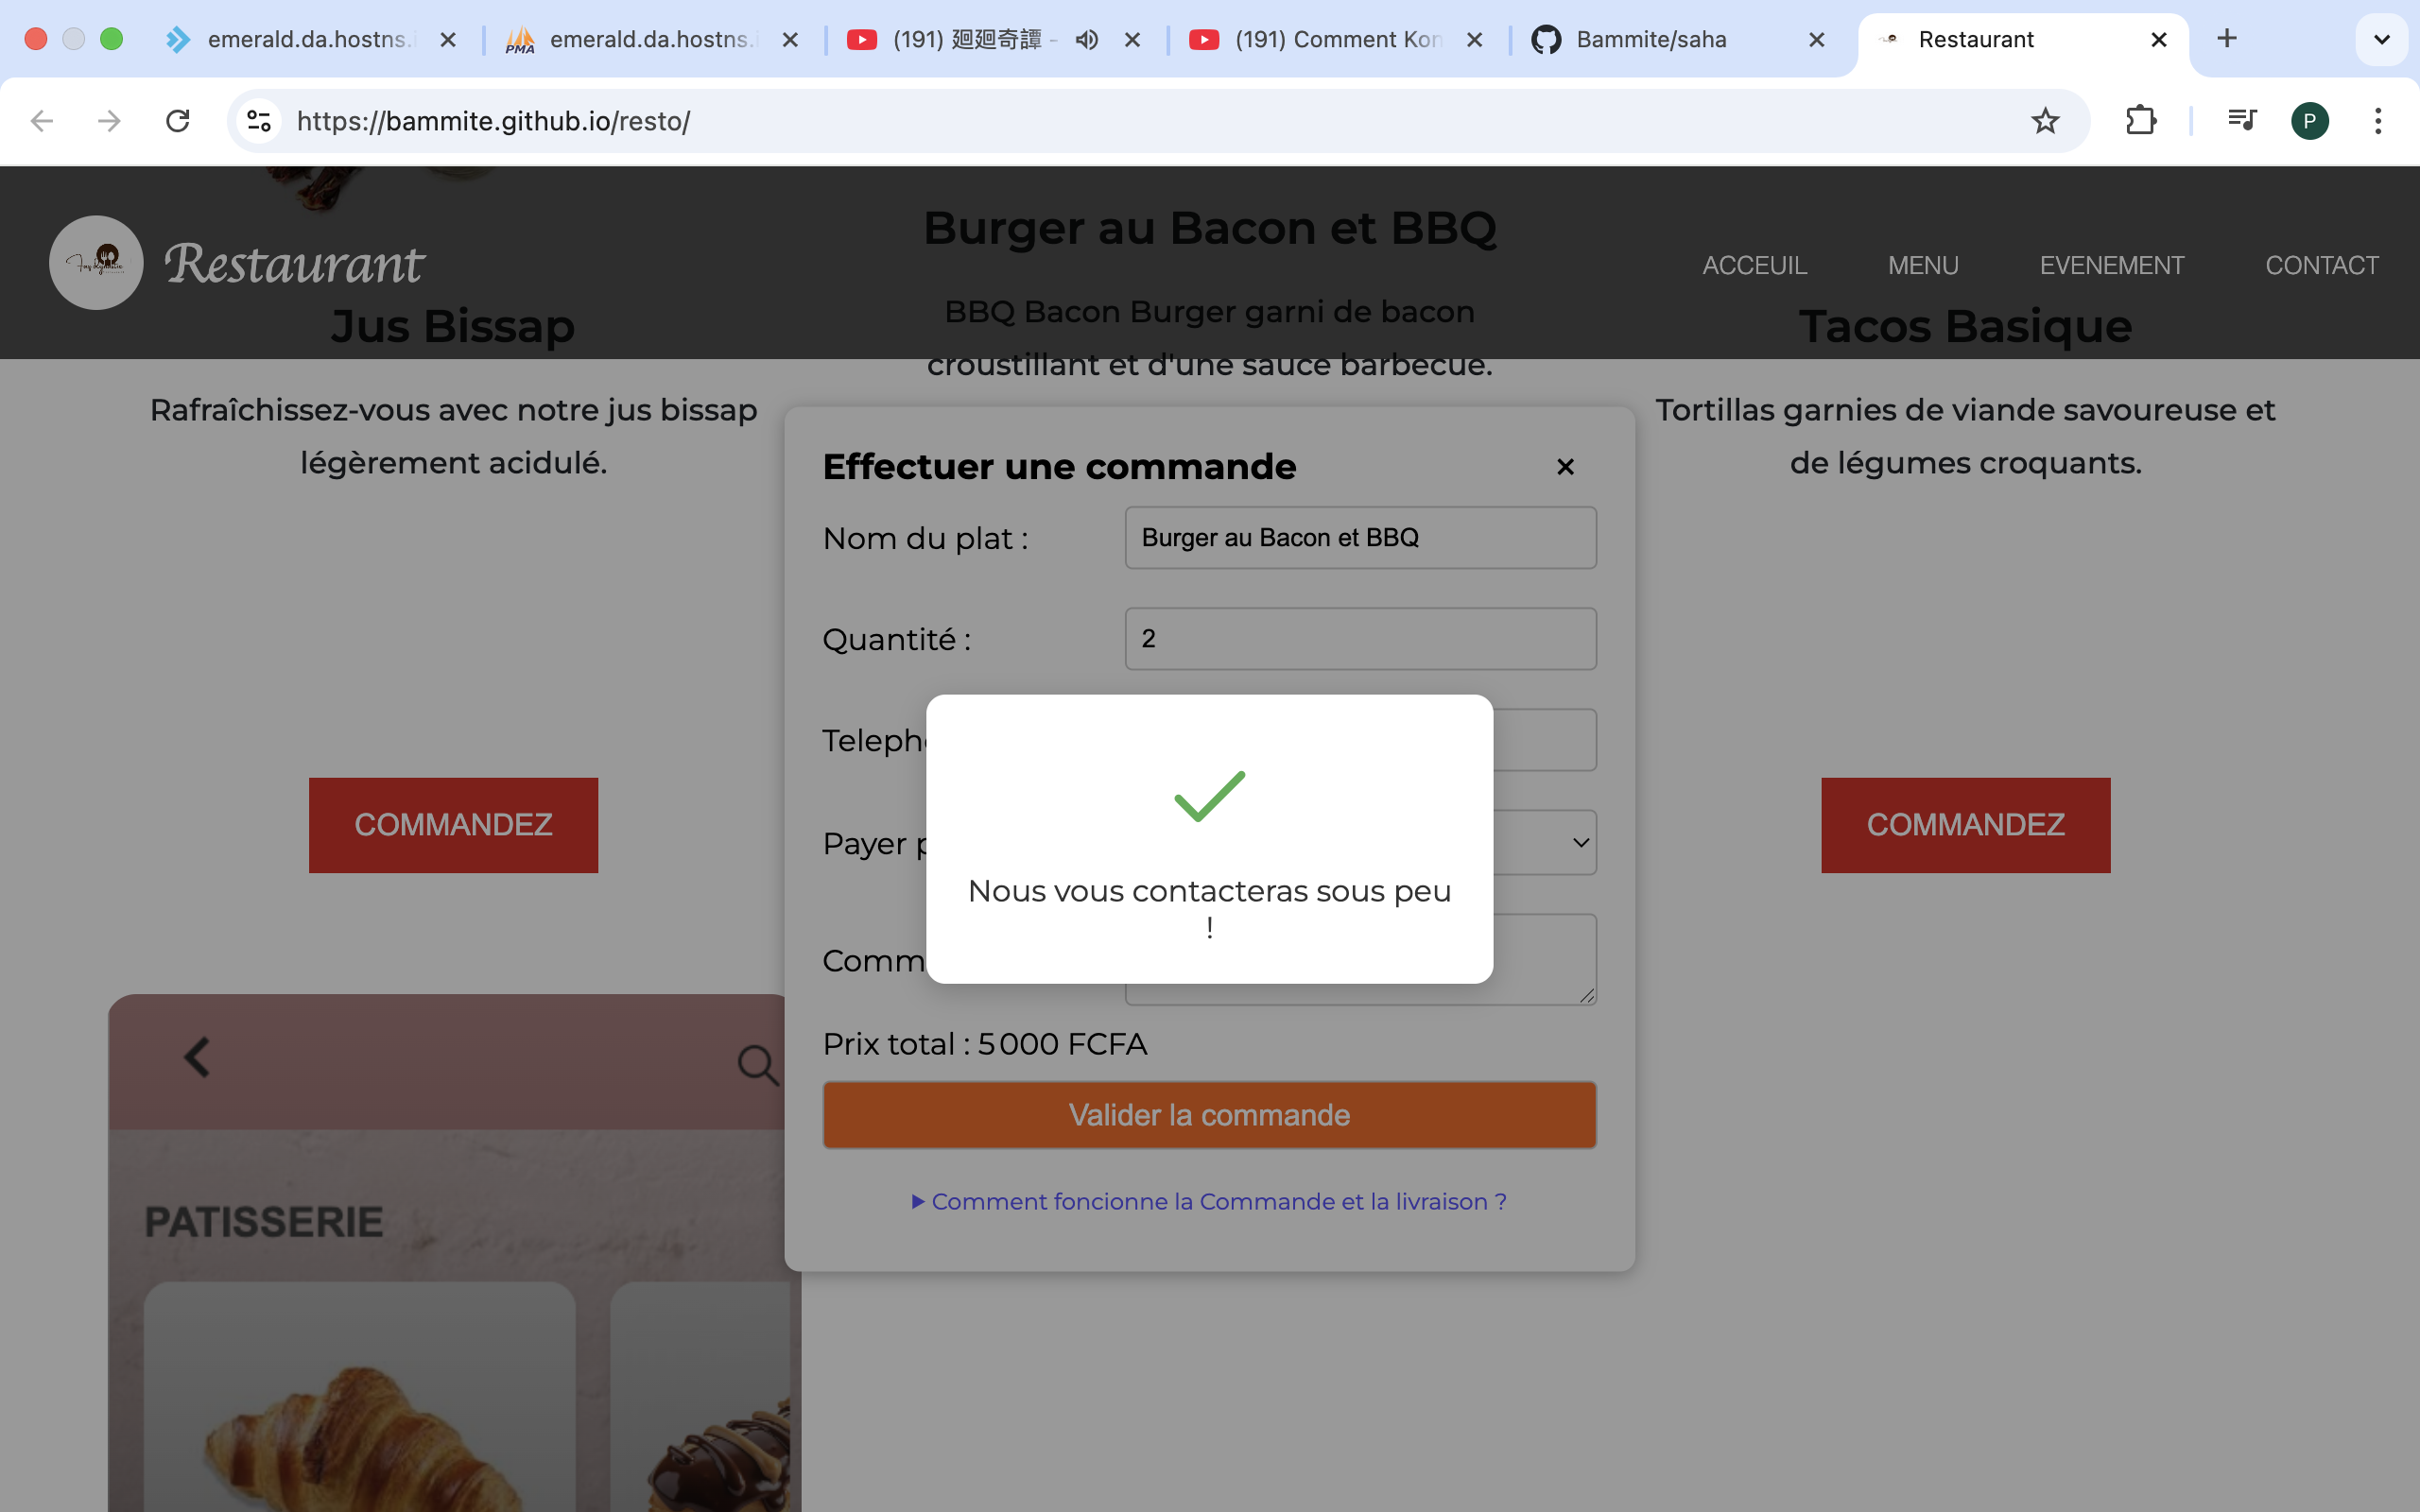 emerald.da.hostns.
PMA
emerald.da.hostns.
(191) 廻廻奇譚 -
(191) Comment Kon
Bammite/saha
Restaurant
https://bammite.github.io/resto/
P
Restaurant
ACCEUIL
MENU
EVENEMENT
CONTACT
Jus Bissap
Rafraîchissez-vous avec notre jus bissap
légèrement acidulé.
COMMANDEZ
Burger au Bacon et BBQ
BBQ Bacon Burger garni de bacon
croustillant et d'une sauce barbecue.
Tacos Basique
Tortillas garnies de viande savoureuse et
de légumes croquants.
COMMANDEZ
Effectuer une commande
Nom du plat :
Burger au Bacon et BBQ
Quantité :
2
Teleph
Payer p
Comm
Nous vous contacteras sous peu
!
Prix total : 5 000 FCFA
Valider la commande
Comment foncionne la Commande et la livraison ?
PATISSERIE